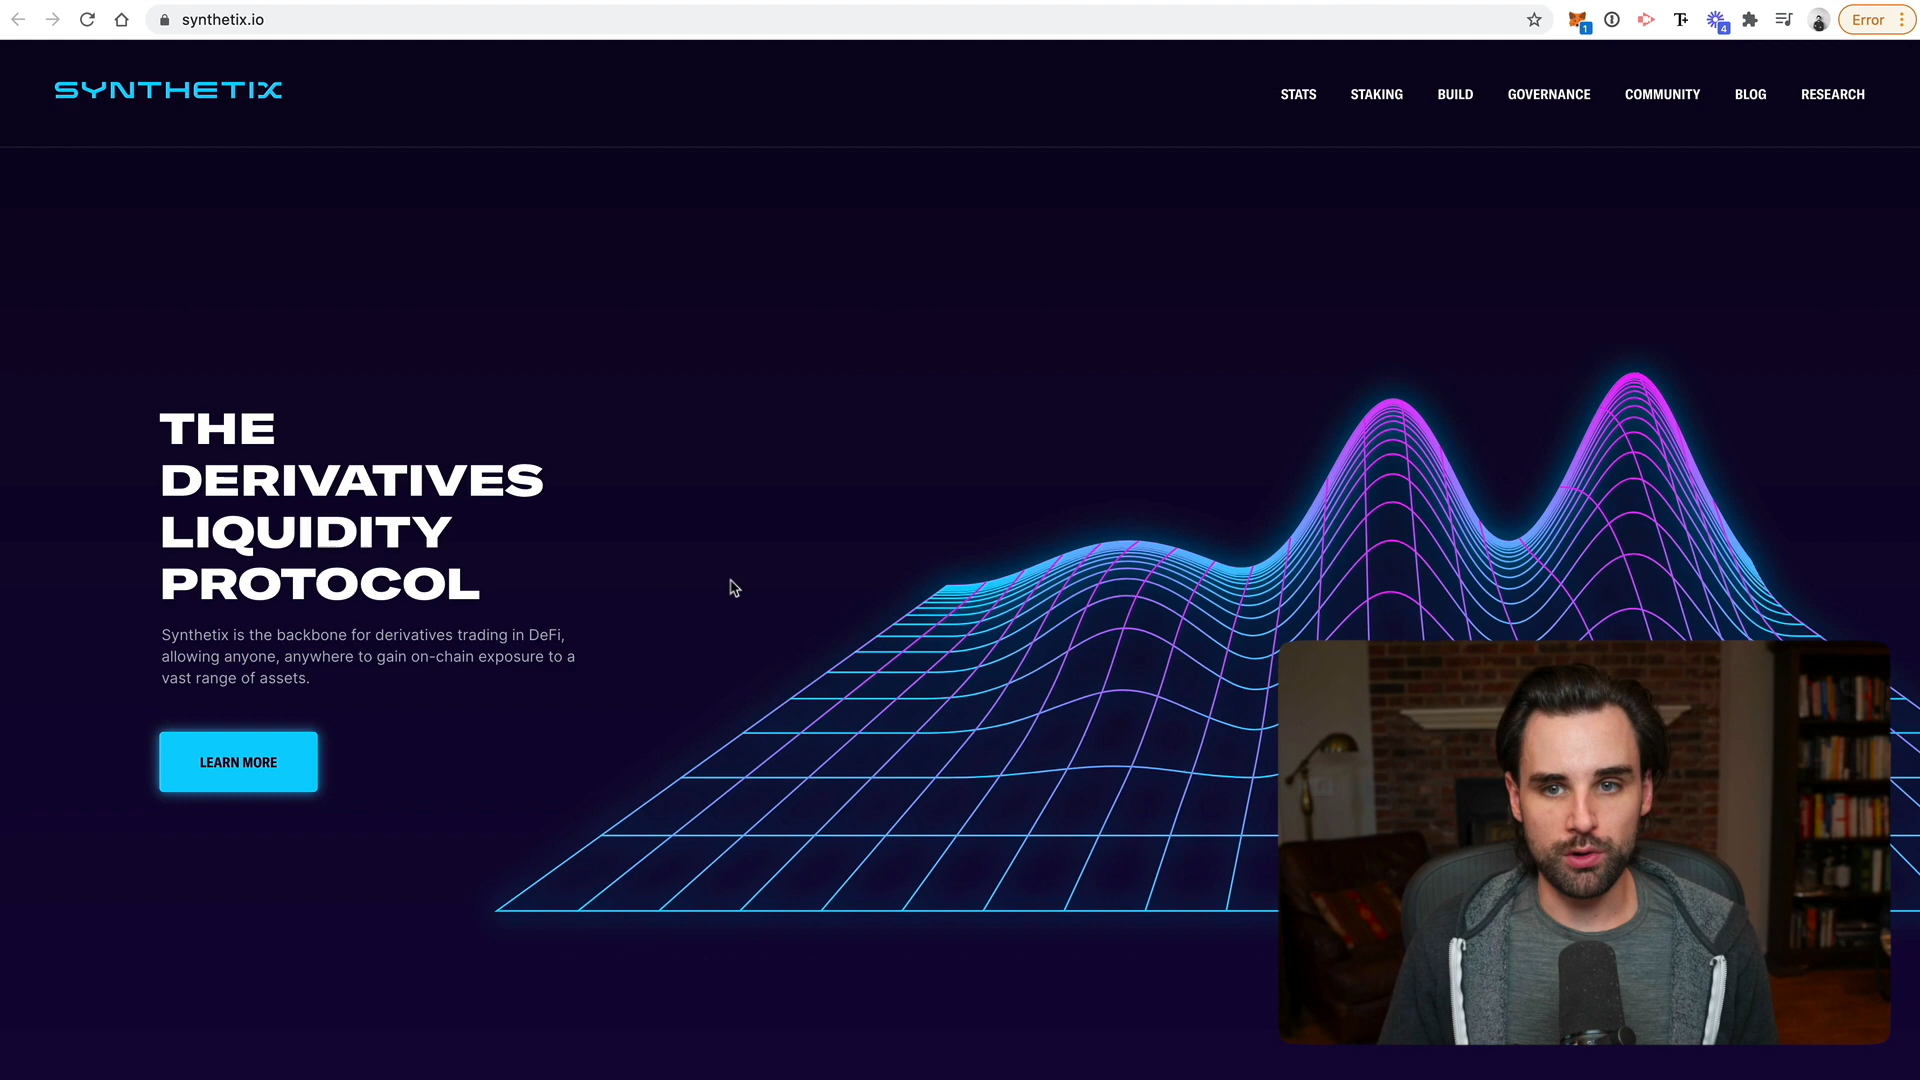 synthetix.io
1
4
Error
SYNTHETIX
STATS
STAKING
BUILD
GOVERNANCE
COMMUNITY
BLOG
RESEARCH
THE
DERIVATIVES
LIQUIDITY
PROTOCOL
Synthetix is the backbone for derivatives trading in DeFi,
allowing anyone, anywhere to gain on-chain exposure to a
vast range of assets.
LEARN MORE